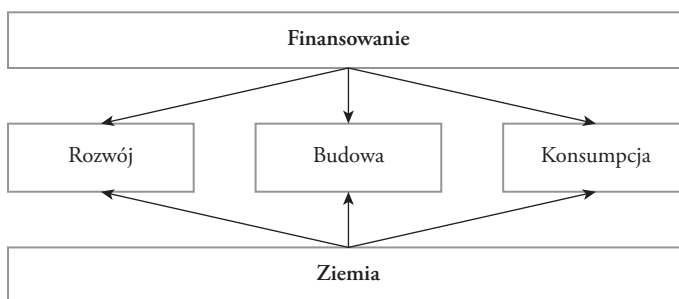 Finansowanie
Rozwój
Budowa
Konsumpcja
Ziemia